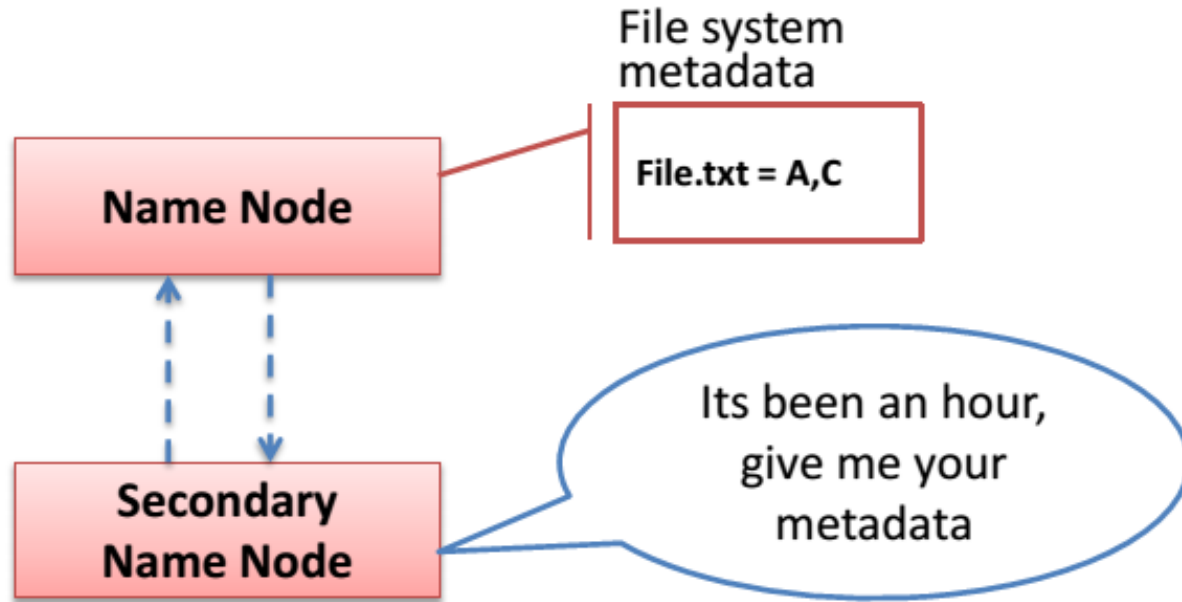 File system
metadata
Name Node
File.txt = A,C
Secondary
Name Node
Its been an hour,
give me your
metadata